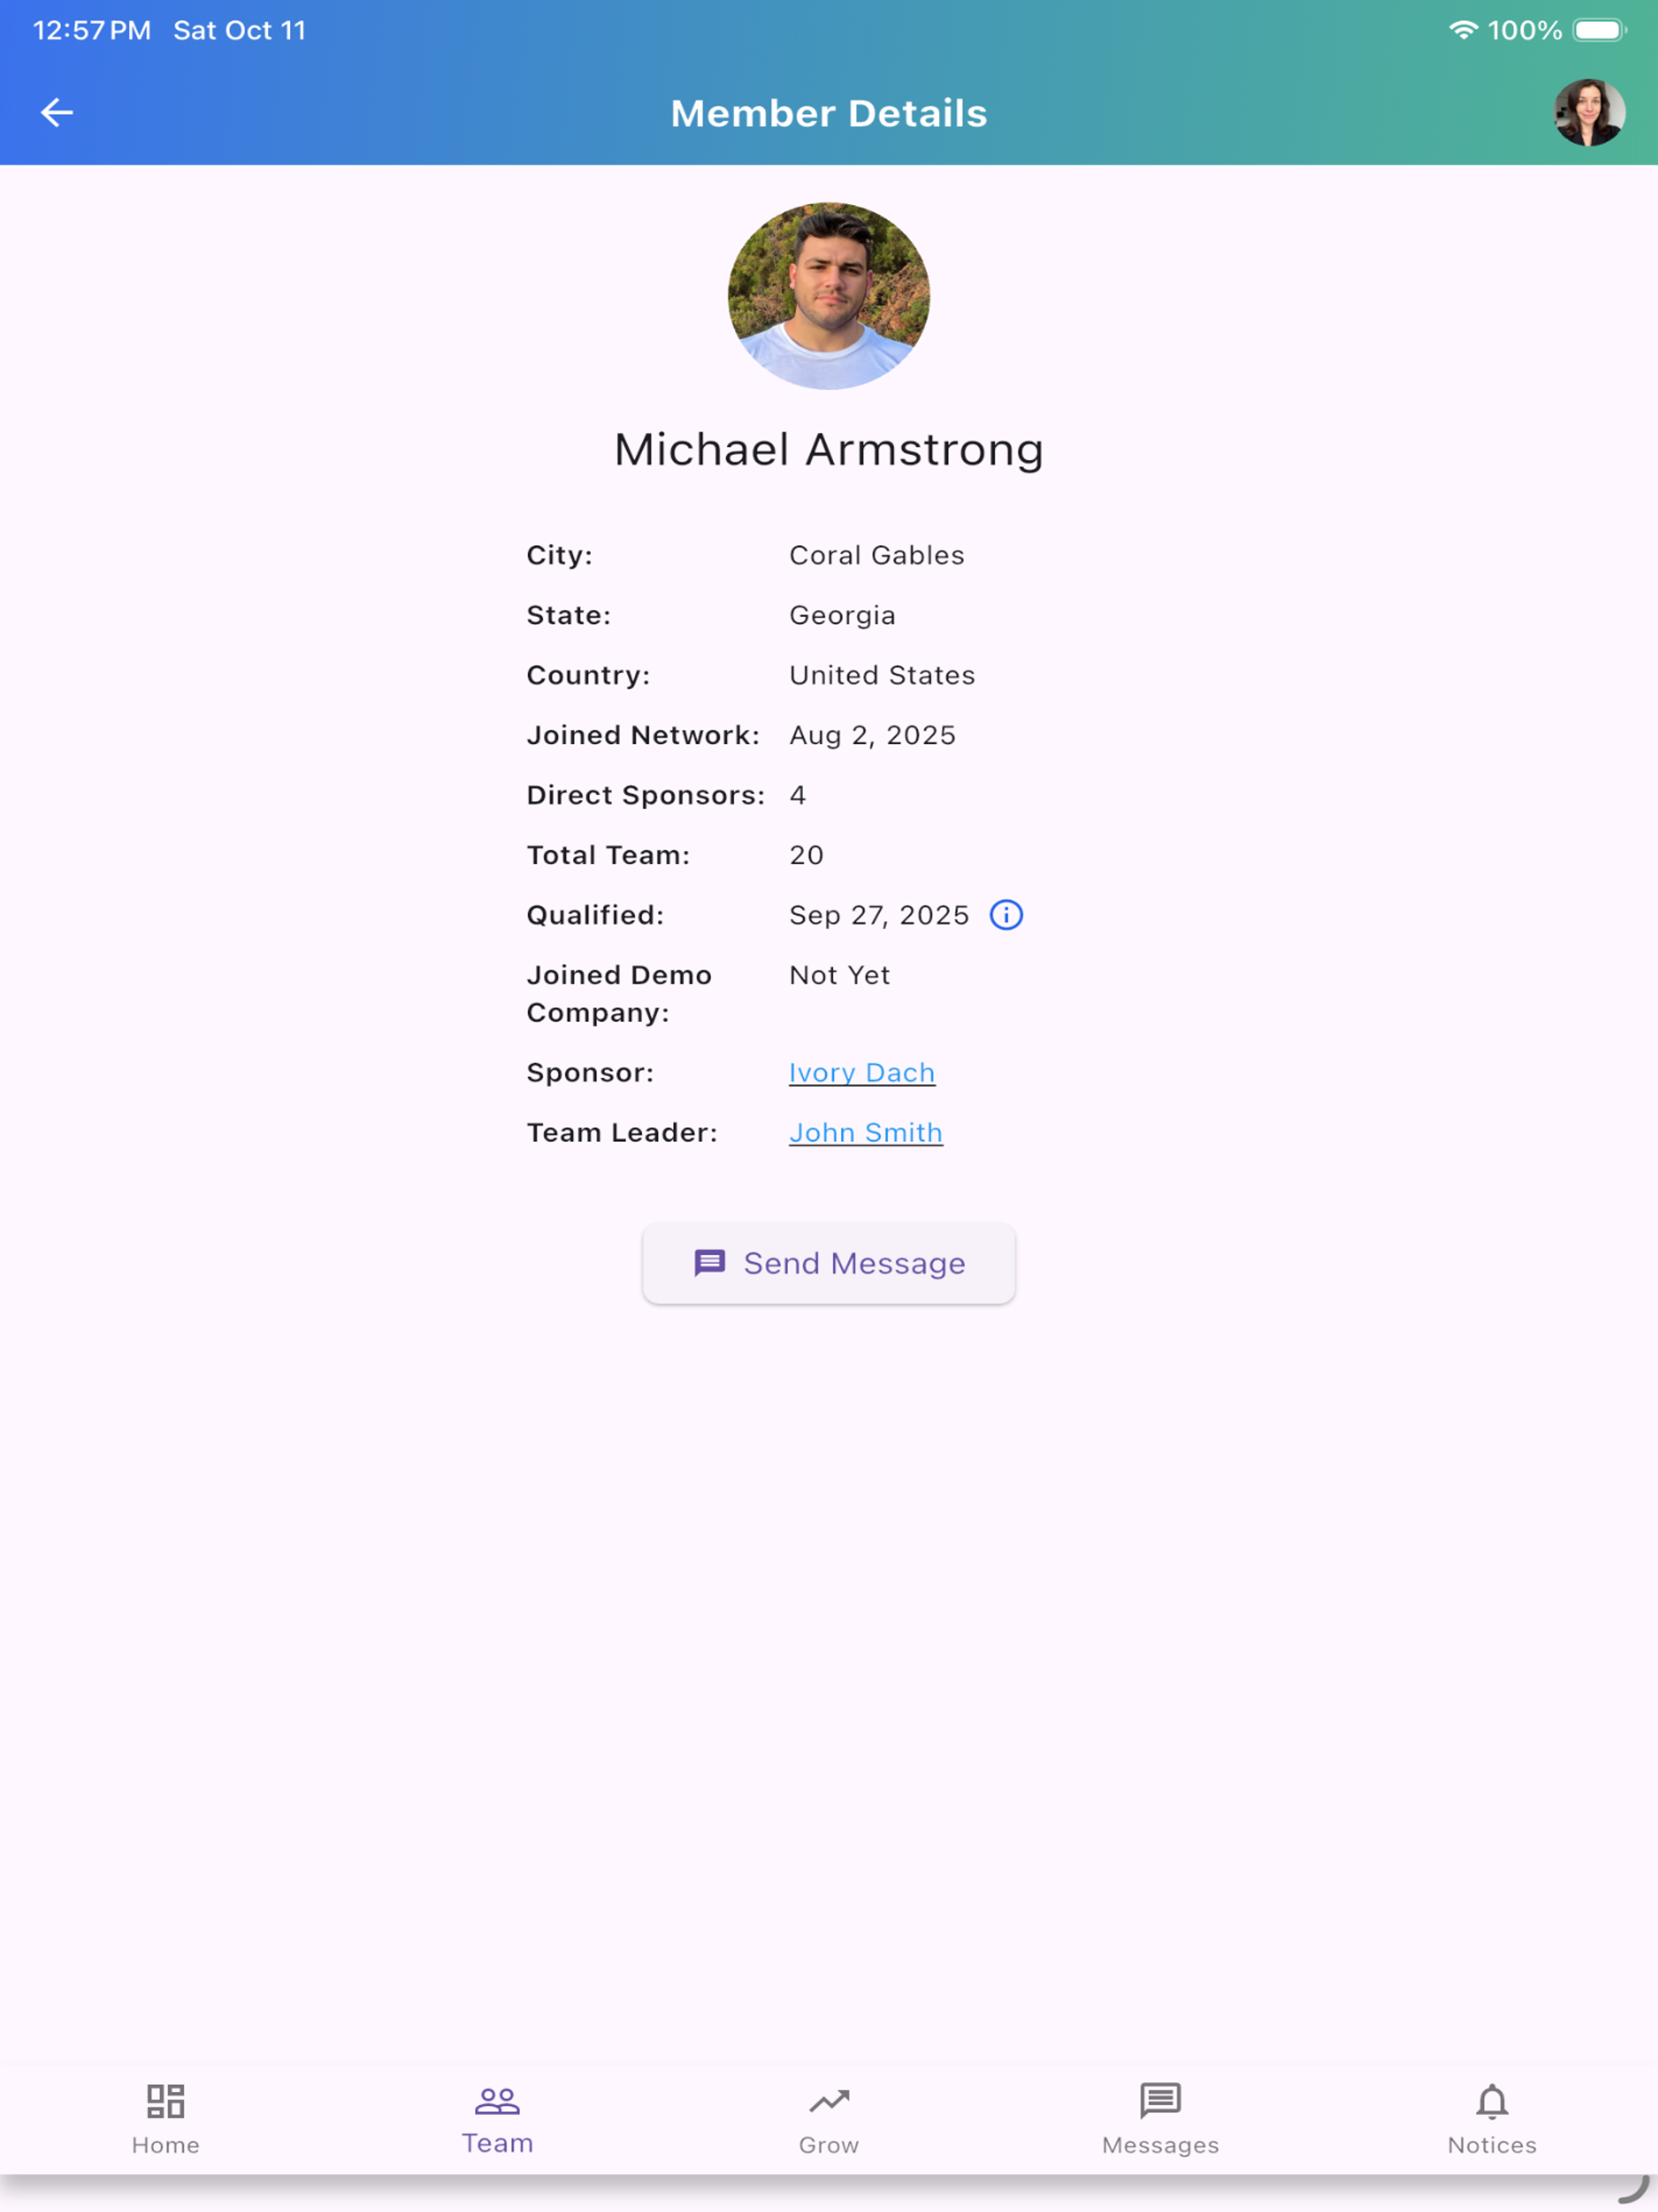 12:57 PM Sat Oct 11 100%
Member Details
Michael Armstrong
City: Coral Gables
State: Georgia
Country: United States
Joined Network: Aug 2, 2025
Direct Sponsors: 4
Total Team: 20
Qualified: Sep 27, 2025
Joined Demo Company: Not Yet
Sponsor: Ivory Dach
Team Leader: John Smith
Send Message
Home Team Grow Messages Notices